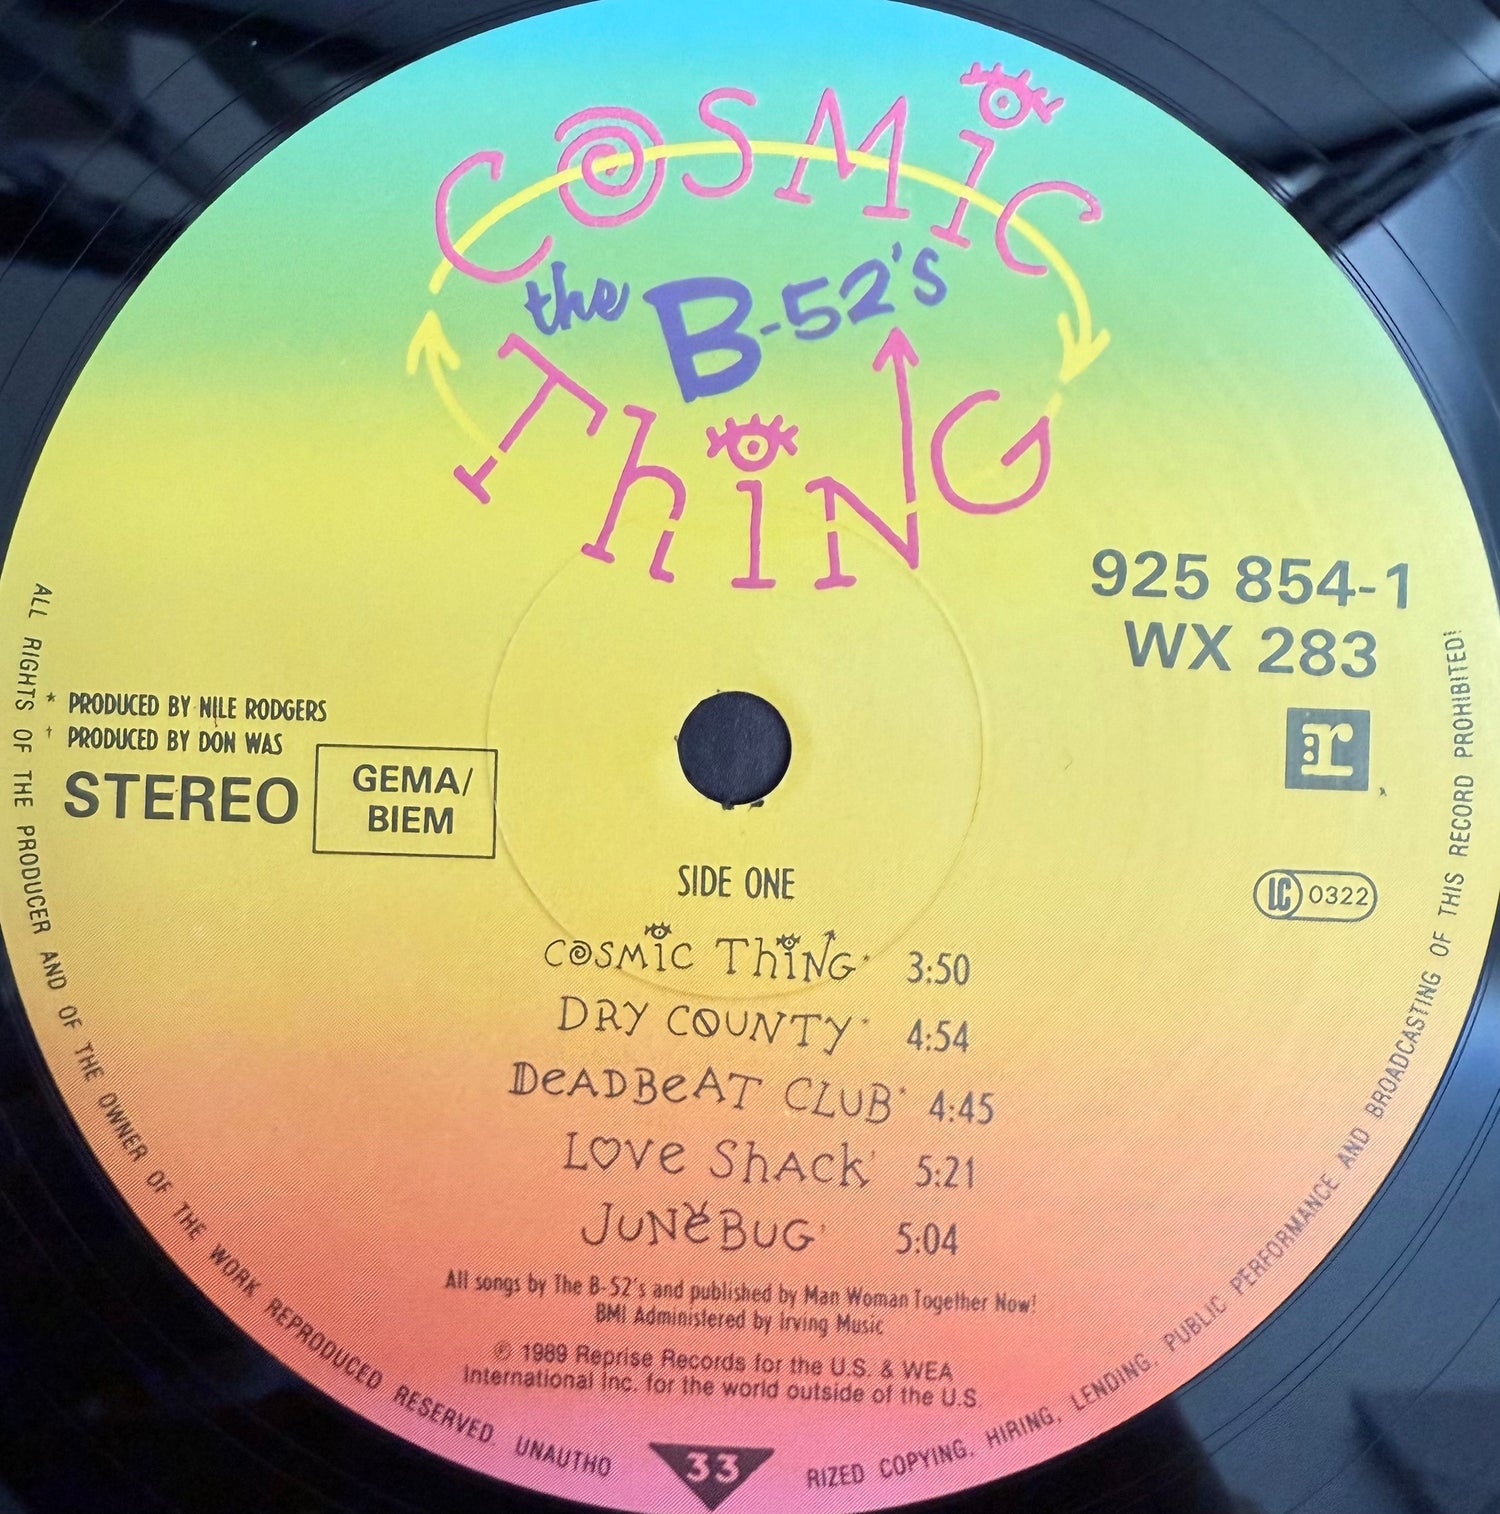 COSMIC
the B-52's
THING
925 854-1
WX 283
* PRODUCED BY NILE RODGERS
† PRODUCED BY DON WAS
STEREO
GEMA/
BIEM
r
LC 0322
SIDE ONE
COSMIC THING* 3:50
DRY COUNTY* 4:54
DEADBEAT CLUB* 4:45
LOVE SHACK† 5:21
JUNEBUG† 5:04
All songs by The B-52's and published by Man Woman Together Now!
BMI Administered by Irving Music
℗ 1989 Reprise Records for the U.S. & WEA
International Inc. for the world outside of the U.S.
33
ALL RIGHTS OF THE PRODUCER AND OF THE OWNER OF THE WORK REPRODUCED RESERVED. UNAUTHO
RIZED COPYING, HIRING, LENDING, PUBLIC PERFORMANCE AND BROADCASTING OF THIS RECORD PROHIBITED!